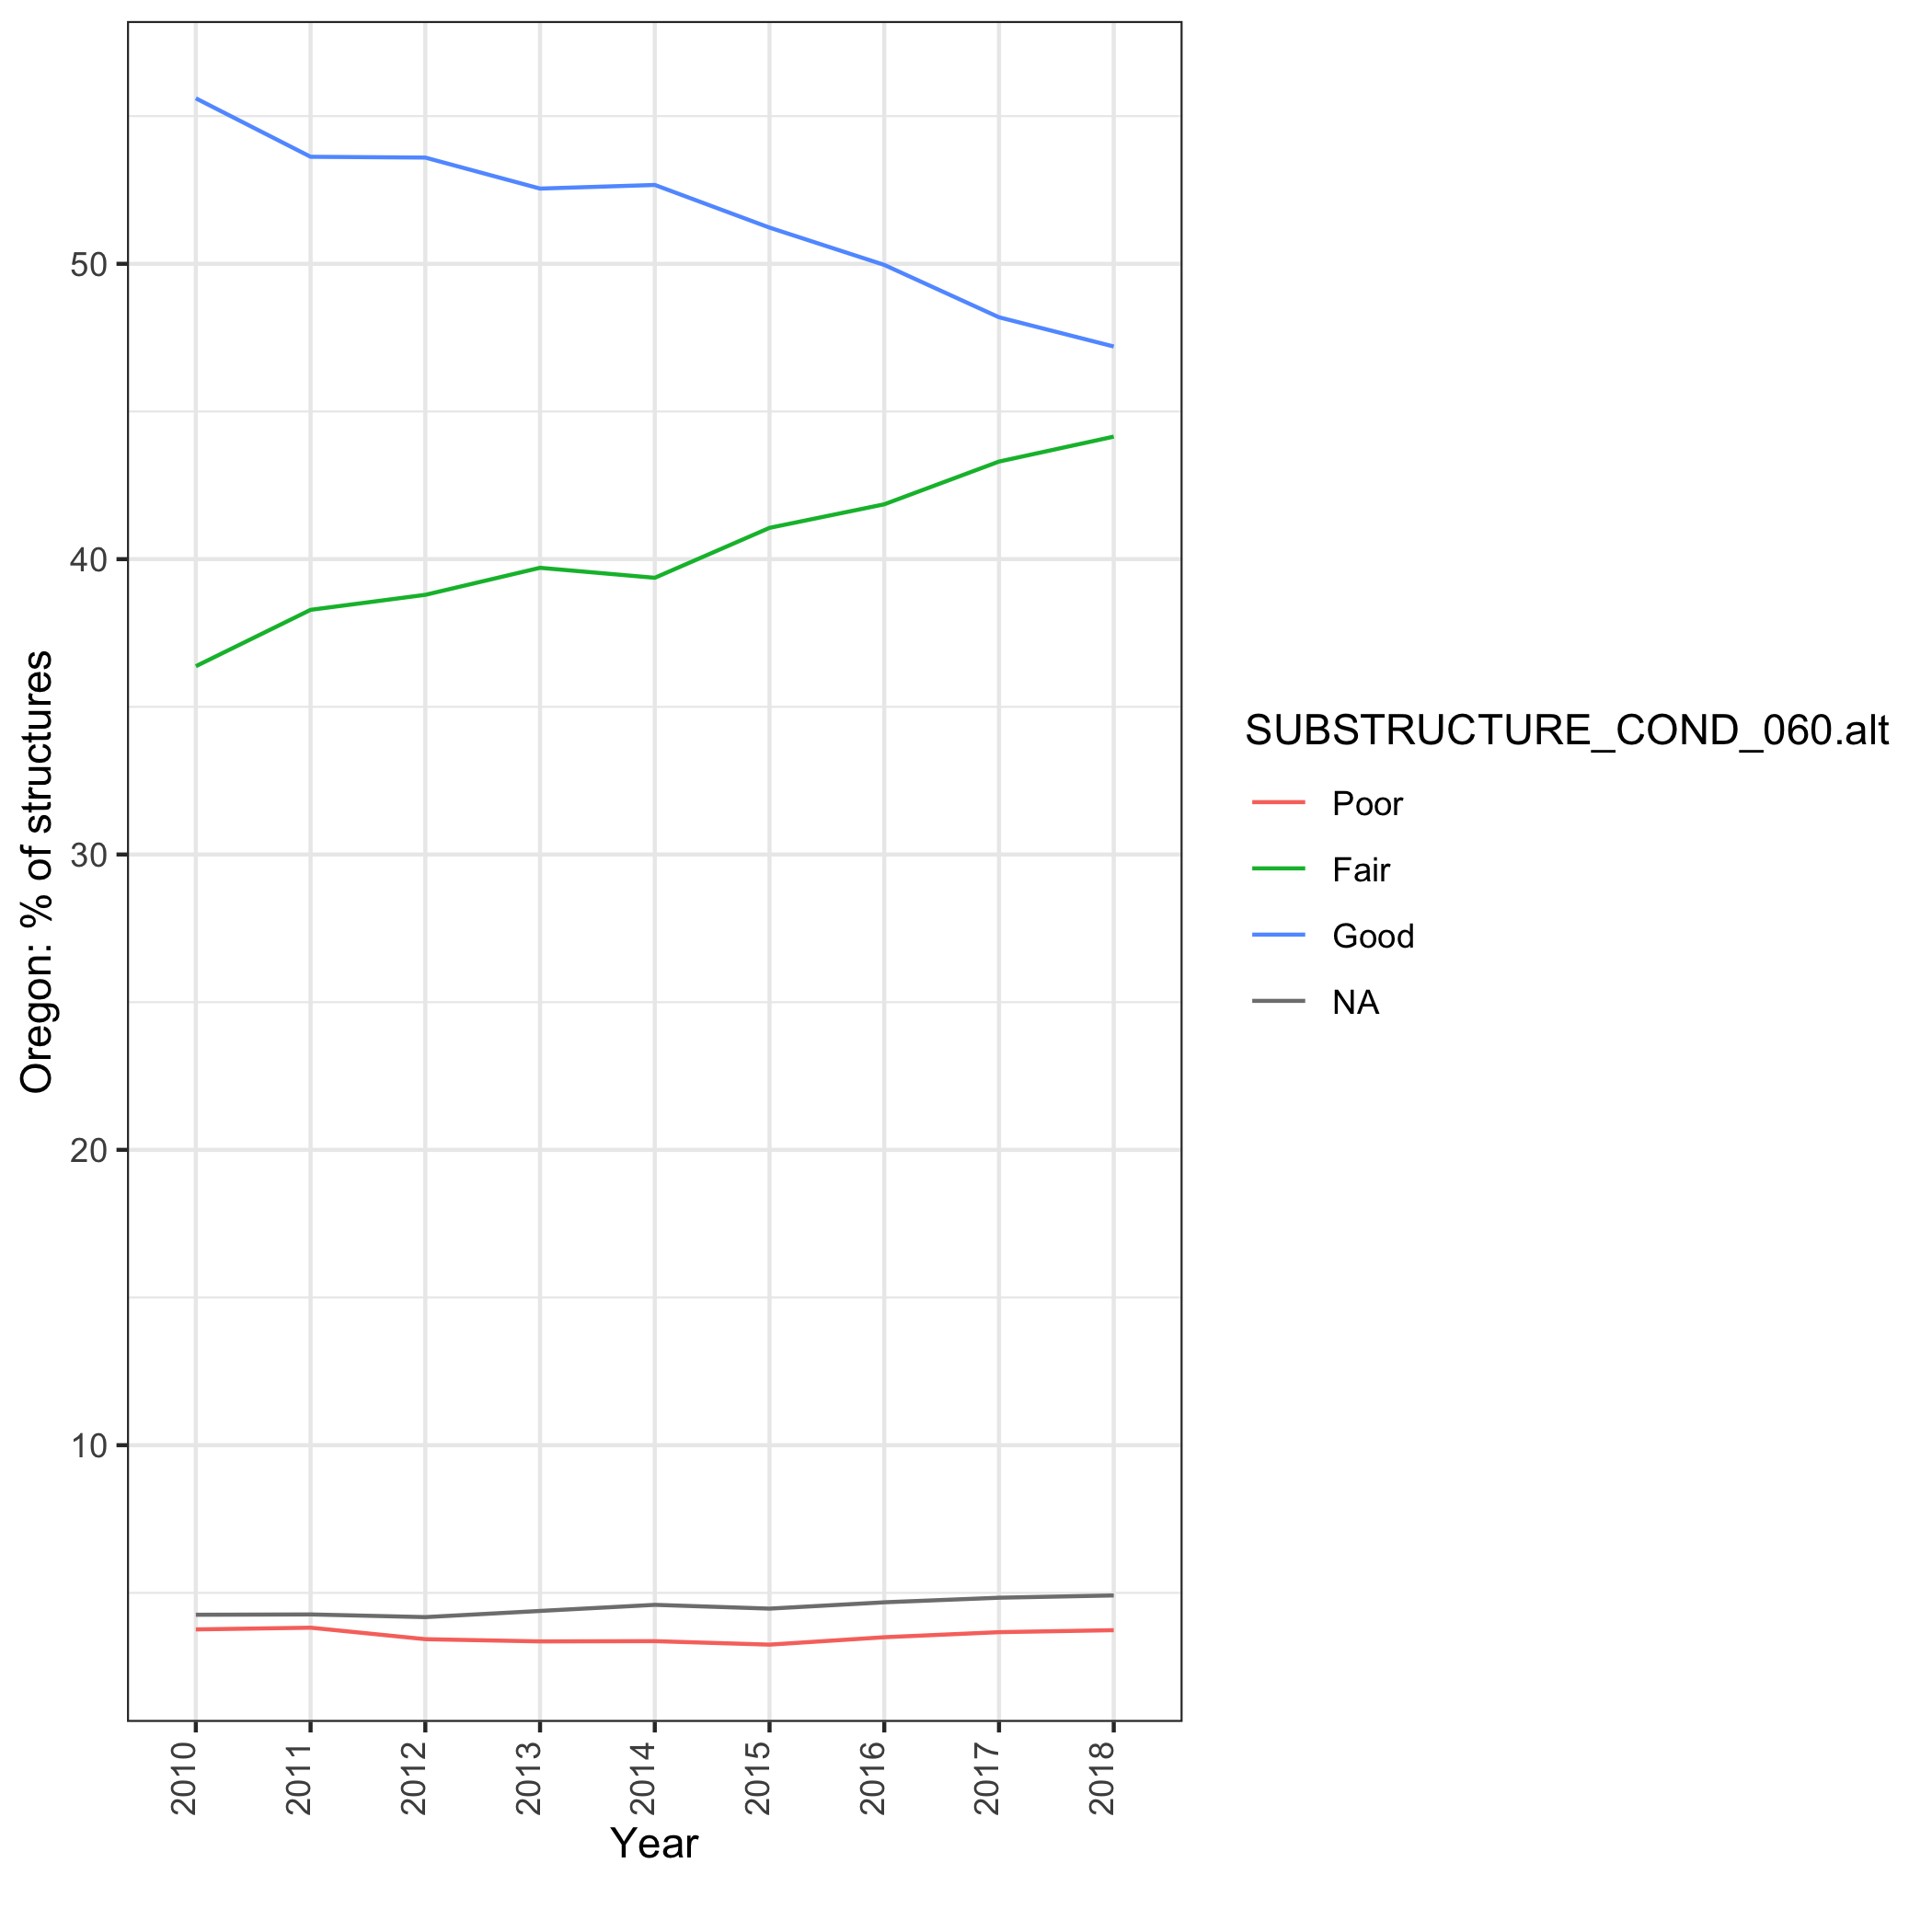 Oregon: % of structures
50
40
30
20
10
2010
2011
2012
2013
2014
2015
2016
2017
2018
Year
SUBSTRUCTURE_COND_060.alt
Poor
Fair
Good
NA